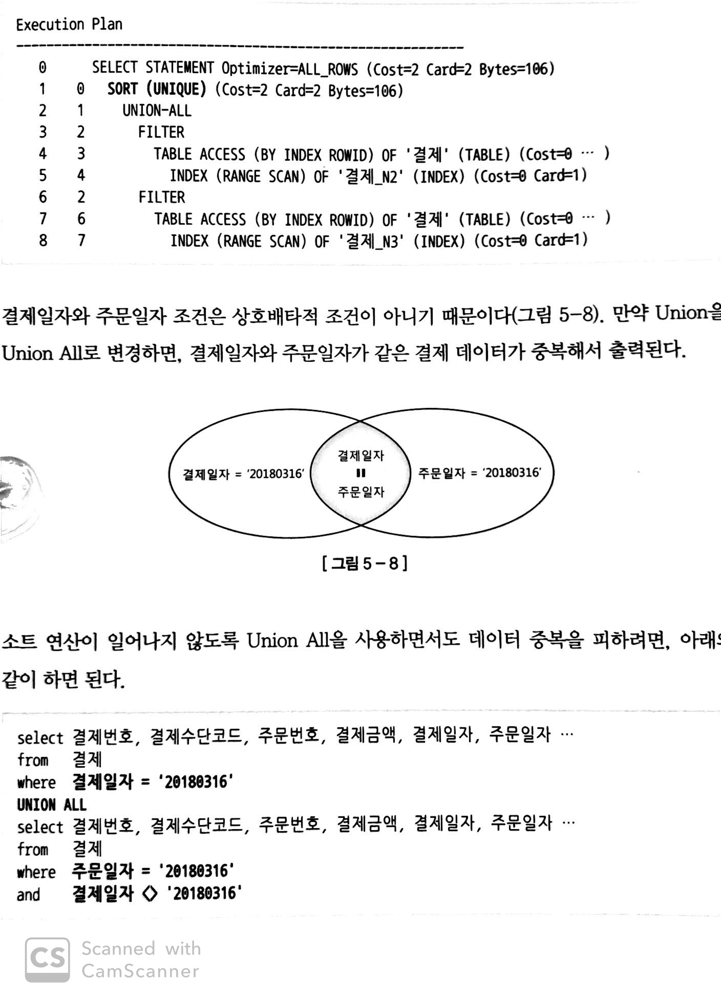 Execution Plan
------------------------------------------------------------
0 SELECT STATEMENT Optimizer=ALL_ROWS (Cost=2 Card=2 Bytes=106)
1 0 SORT (UNIQUE) (Cost=2 Card=2 Bytes=106)
2 1 UNION-ALL
3 2 FILTER
4 3 TABLE ACCESS (BY INDEX ROWID) OF '결제' (TABLE) (Cost=0 … )
5 4 INDEX (RANGE SCAN) OF '결제_N2' (INDEX) (Cost=0 Card=1)
6 2 FILTER
7 6 TABLE ACCESS (BY INDEX ROWID) OF '결제' (TABLE) (Cost=0 … )
8 7 INDEX (RANGE SCAN) OF '결제_N3' (INDEX) (Cost=0 Card=1)
결제일자와 주문일자 조건은 상호배타적 조건이 아니기 때문이다(그림 5-8). 만약 Union을
Union All로 변경하면, 결제일자와 주문일자가 같은 결제 데이터가 중복해서 출력된다.
결제일자
결제일자 = '20180316' = 주문일자 = '20180316'
주문일자
[ 그림 5 - 8 ]
소트 연산이 일어나지 않도록 Union All을 사용하면서도 데이터 중복을 피하려면, 아래와
같이 하면 된다.
select 결제번호, 결제수단코드, 주문번호, 결제금액, 결제일자, 주문일자 …
from 결제
where 결제일자 = '20180316'
UNION ALL
select 결제번호, 결제수단코드, 주문번호, 결제금액, 결제일자, 주문일자 …
from 결제
where 주문일자 = '20180316'
and 결제일자 <> '20180316'
CS Scanned with
CamScanner